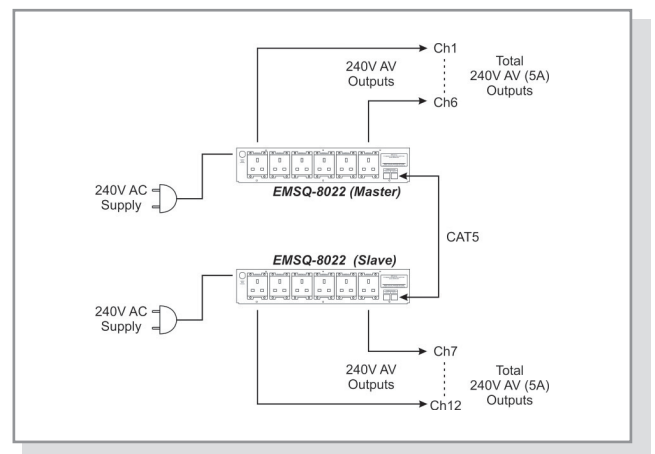 Ch1
240V AV
Outputs
Total
240V AV (5A)
Outputs
Ch6
240V AC
Supply
EMSQ-8022 (Master)
CAT5
EMSQ-8022 (Slave)
240V AC
Supply
Ch7
240V AV
Outputs
Total
240V AV (5A)
Outputs
Ch12